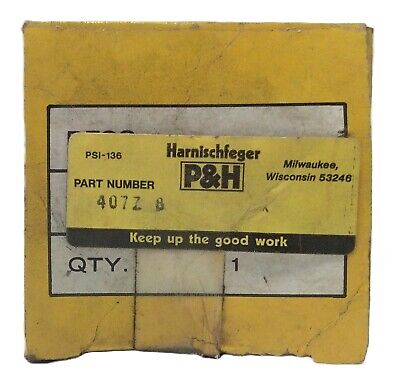 PSI-136
Harnischfeger
P&H
Milwaukee,
Wisconsin 53246
PART NUMBER
407Z 8
Keep up the good work
QTY. 1